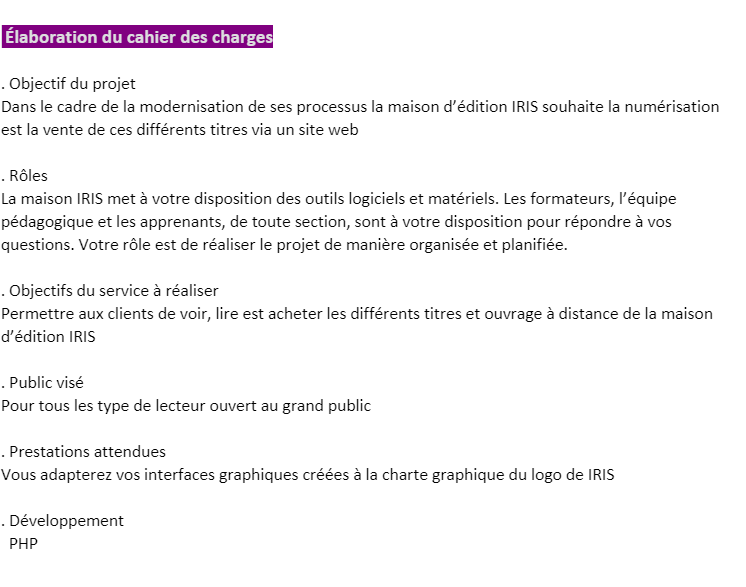 Élaboration du cahier des charges
. Objectif du projet
Dans le cadre de la modernisation de ses processus la maison d’édition IRIS souhaite la numérisation
est la vente de ces différents titres via un site web
. Rôles
La maison IRIS met à votre disposition des outils logiciels et matériels. Les formateurs, l’équipe
pédagogique et les apprenants, de toute section, sont à votre disposition pour répondre à vos
questions. Votre rôle est de réaliser le projet de manière organisée et planifiée.
. Objectifs du service à réaliser
Permettre aux clients de voir, lire est acheter les différents titres et ouvrage à distance de la maison
d’édition IRIS
. Public visé
Pour tous les type de lecteur ouvert au grand public
. Prestations attendues
Vous adapterez vos interfaces graphiques créées à la charte graphique du logo de IRIS
. Développement
PHP